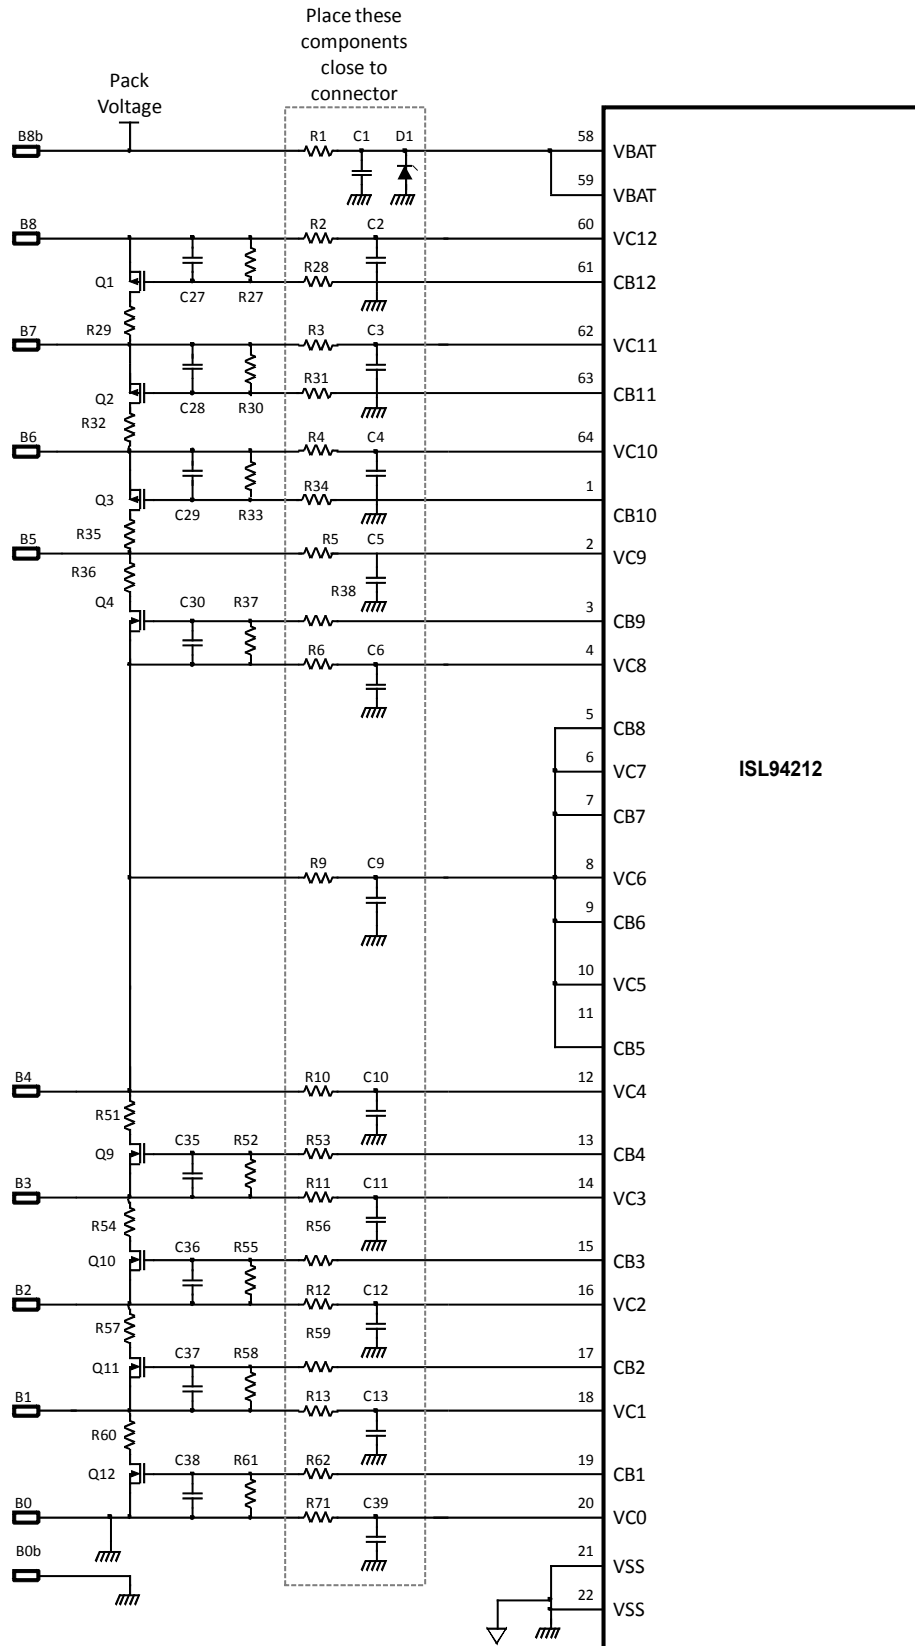 Place these
components
close to
connector
Pack
Voltage
B8b R1 C1 D1 58 VBAT
59 VBAT
B8 R2 C2 60 VC12
Q1 C27 R27 R28 61 CB12
R29
B7 R3 C3 62 VC11
Q2 C28 R30 R31 63 CB11
R32
B6 R4 C4 64 VC10
Q3 C29 R33 R34 1 CB10
R35
B5 R5 C5 2 VC9
R36 R38
Q4 C30 R37 3 CB9
R6 C6 4 VC8
5 CB8
6 VC7
ISL94212
7 CB7
R9 C9 8 VC6
9 CB6
10 VC5
11 CB5
B4 R10 C10 12 VC4
R51
Q9 C35 R52 R53 13 CB4
B3 R11 C11 14 VC3
R54 R56
Q10 C36 R55 15 CB3
B2 R12 C12 16 VC2
R57 R59
Q11 C37 R58 17 CB2
B1 R13 C13 18 VC1
R60
Q12 C38 R61 R62 19 CB1
B0 R71 C39 20 VC0
B0b 21 VSS
22 VSS